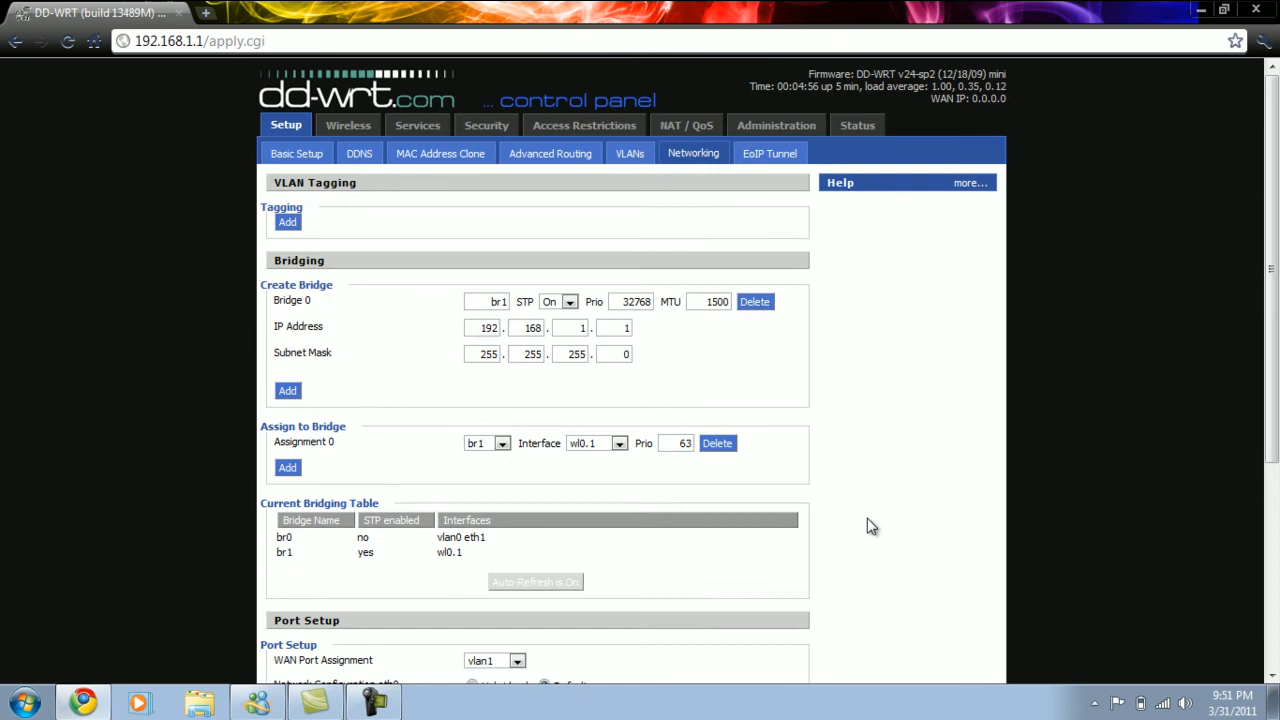 DD-WRT (build 13489M) ...
192.168.1.1/apply.cgi
Firmware: DD-WRT v24-sp2 (12/18/09) mini
Time: 00:04:56 up 5 min, load average: 1.00, 0.35, 0.12
WAN IP: 0.0.0.0
dd-wrt.com ... control panel
Setup Wireless Services Security Access Restrictions NAT / QoS Administration Status
Basic Setup DDNS MAC Address Clone Advanced Routing VLANs Networking EoIP Tunnel
VLAN Tagging
Help more...
Tagging
Add
Bridging
Create Bridge
Bridge 0 br1 STP On Prio 32768 MTU 1500 Delete
IP Address 192 . 168 . 1 . 1
Subnet Mask 255 . 255 . 255 . 0
Add
Assign to Bridge
Assignment 0 br1 Interface wl0.1 Prio 63 Delete
Add
Current Bridging Table
Bridge Name STP enabled Interfaces
br0 no vlan0 eth1
br1 yes wl0.1
Auto-Refresh is On
Port Setup
Port Setup
WAN Port Assignment vlan1
9:51 PM
3/31/2011